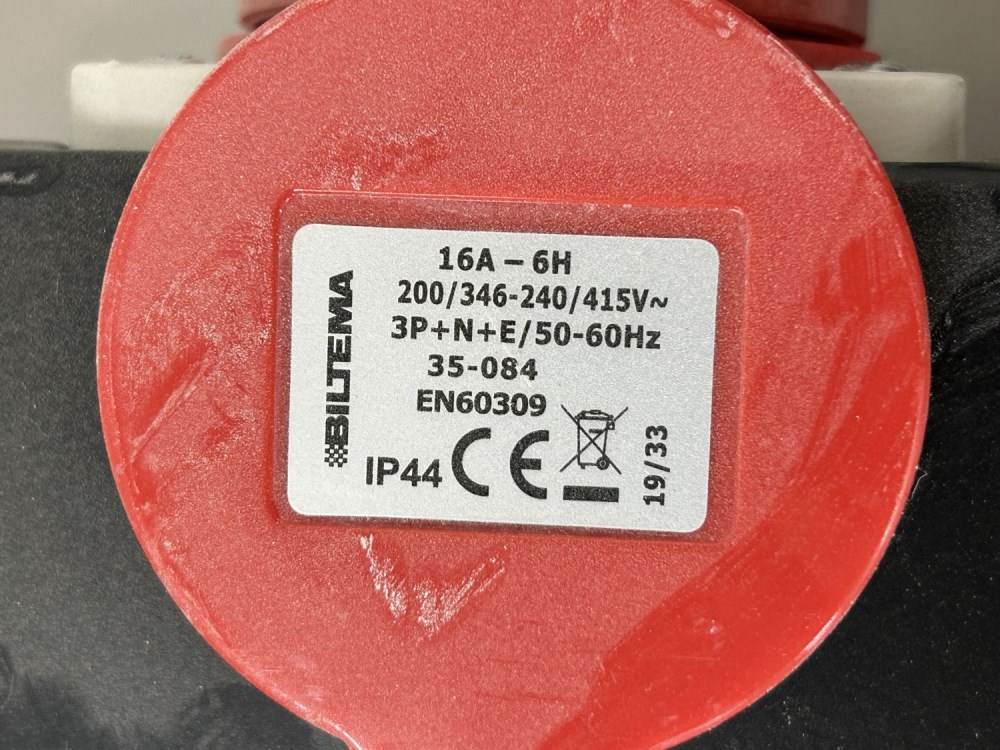 16A – 6H
200/346-240/415V~
3P+N+E/50-60Hz
35-084
EN60309
IP44 CE
BILTEMA
19/33